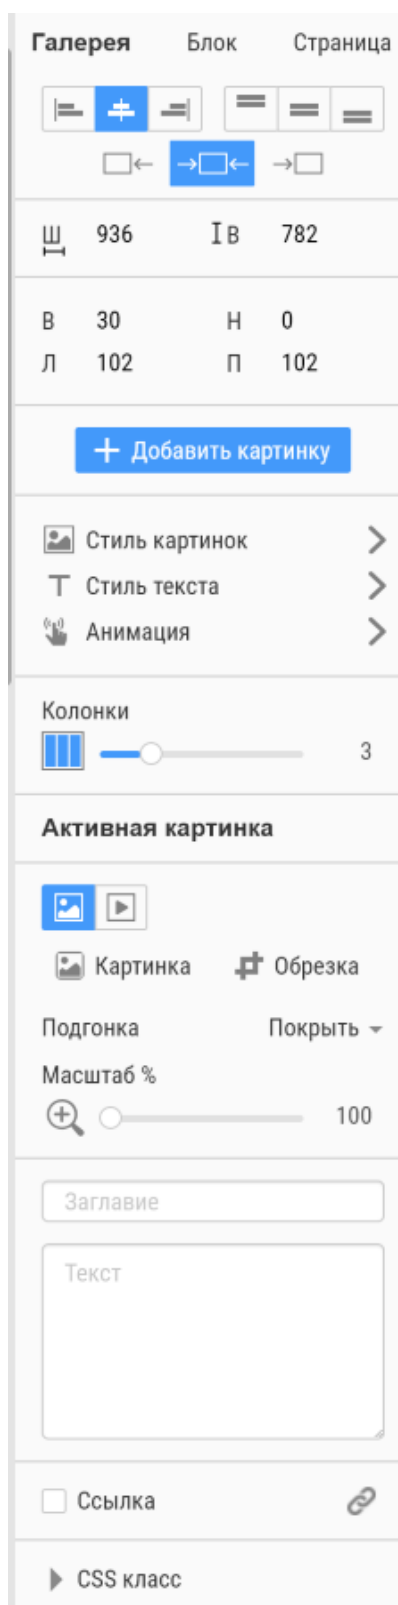 Галерея Блок Страница
Ш 936 В 782
В 30 Н 0
Л 102 П 102
+ Добавить картинку
Стиль картинок
Стиль текста
Анимация
Колонки
3
Активная картинка
Картинка Обрезка
Подгонка Покрыть
Масштаб %
100
Заглавие
Текст
Ссылка
CSS класс